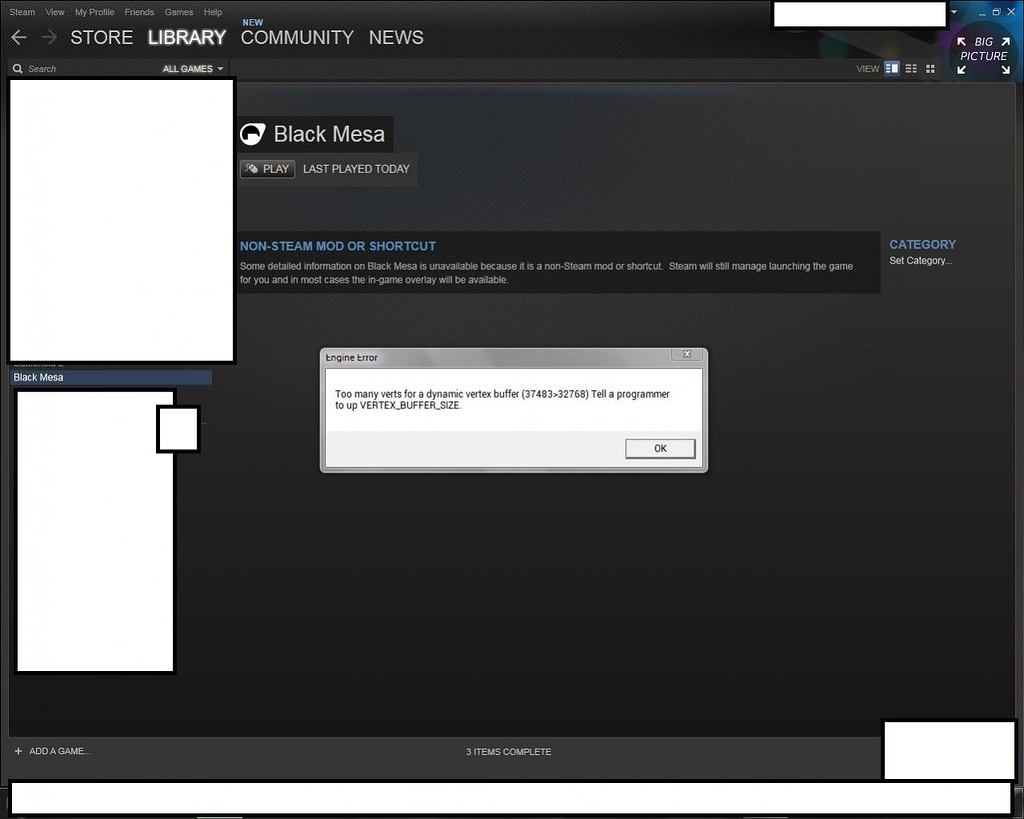 Steam View My Profile Friends Games Help
NEW
STORE LIBRARY COMMUNITY NEWS
BIG PICTURE
Search ALL GAMES
VIEW
Black Mesa
PLAY LAST PLAYED TODAY
NON-STEAM MOD OR SHORTCUT
Some detailed information on Black Mesa is unavailable because it is a non-Steam mod or shortcut. Steam will still manage launching the game
for you and in most cases the in-game overlay will be available.
CATEGORY
Set Category...
Engine Error
Too many verts for a dynamic vertex buffer (37483>32768) Tell a programmer
to up VERTEX_BUFFER_SIZE.
OK
Black Mesa
+ ADD A GAME...
3 ITEMS COMPLETE